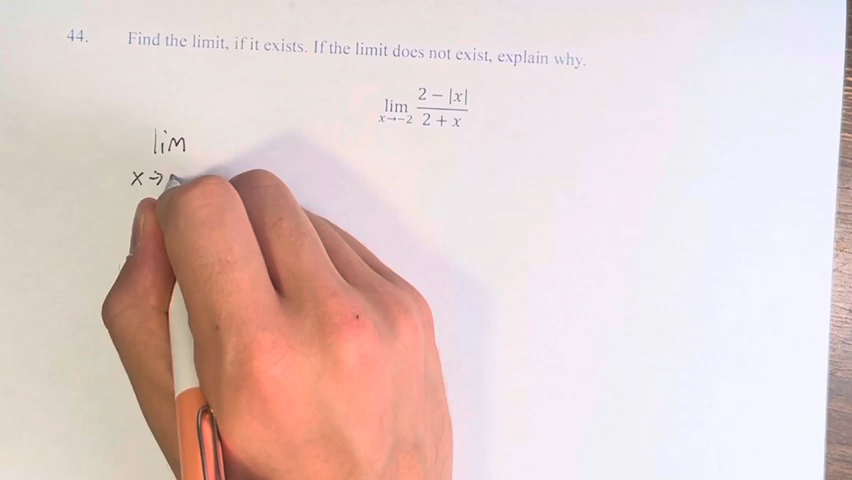 44. Find the limit, if it exists. If the limit does not exist, explain why.
lim x→−2 2 − |x| / 2 + x
lim
x →